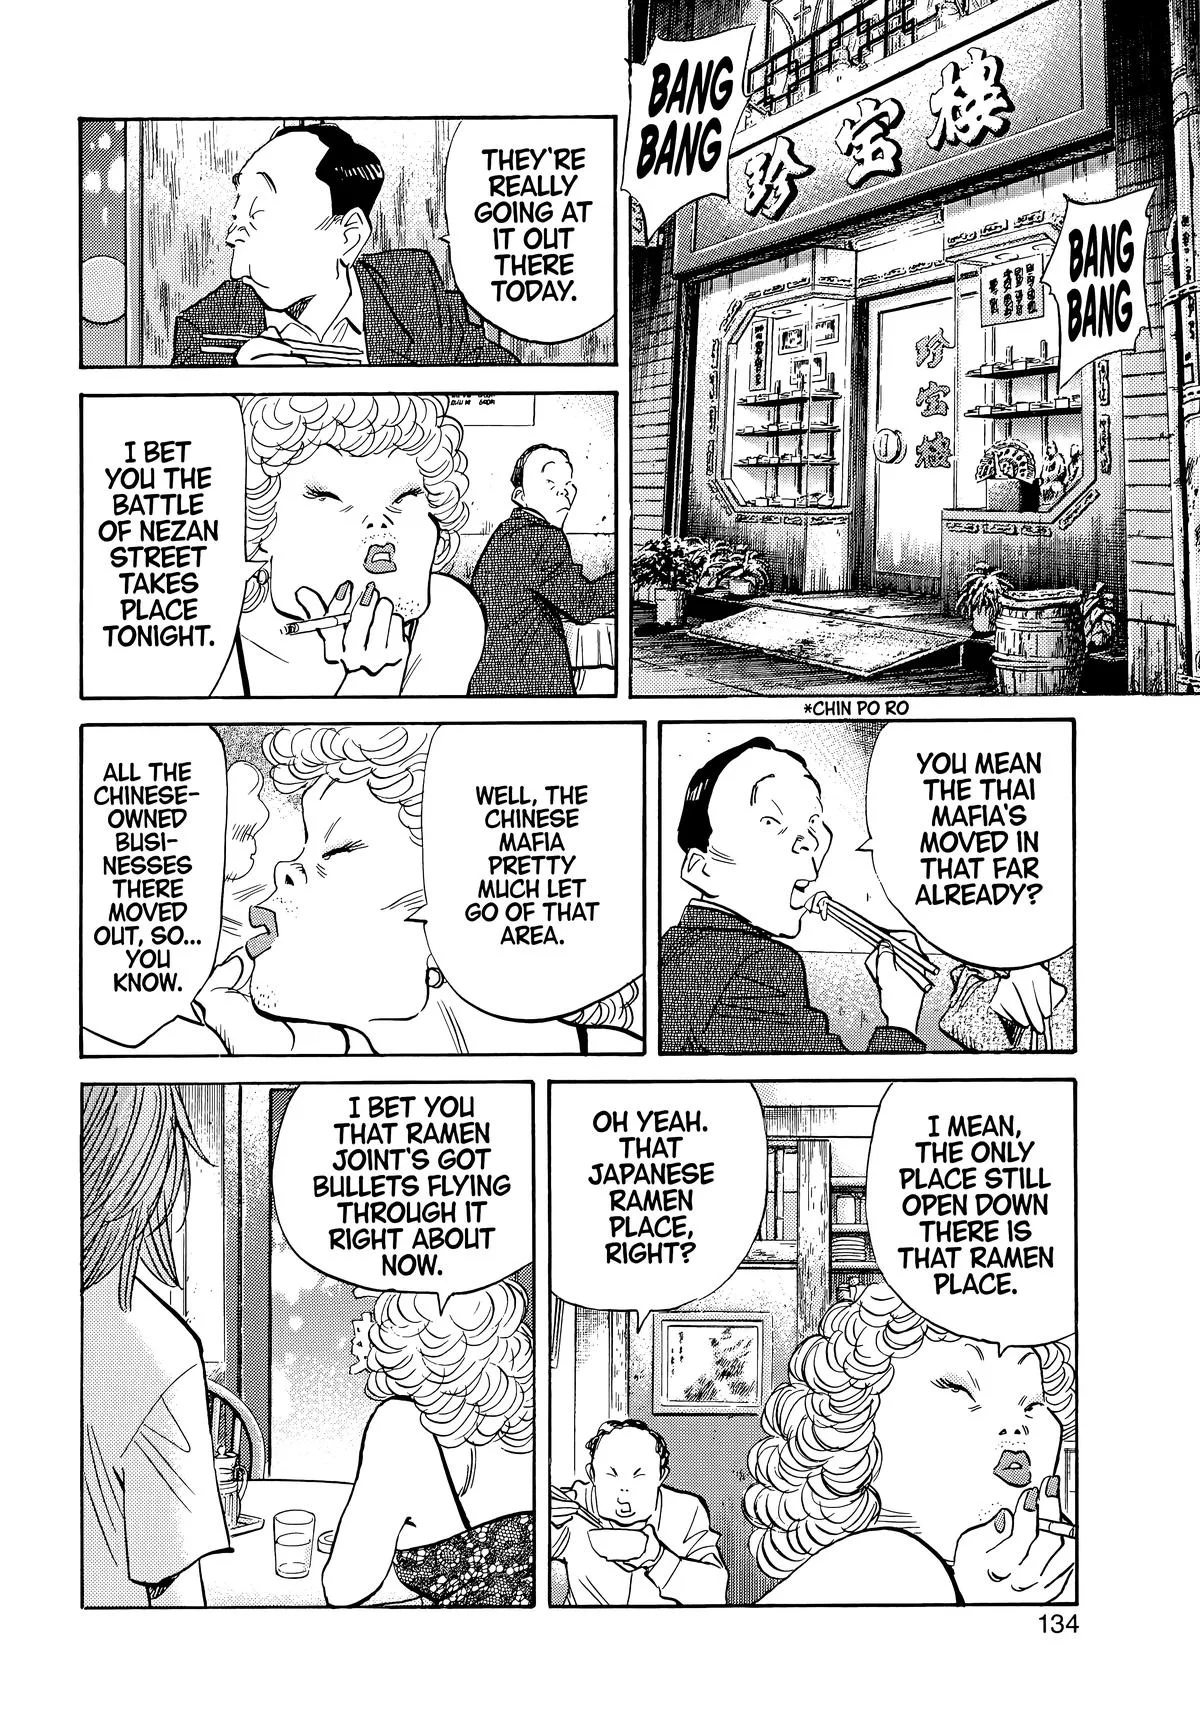 BANG
BANG
珍宝楼
BANG
BANG
珍
宝
楼
*CHIN PO RO
THEY'RE
REALLY
GOING AT
IT OUT
THERE
TODAY.
I BET
YOU THE
BATTLE
OF NEZAN
STREET
TAKES
PLACE
TONIGHT.
YOU MEAN
THE THAI
MAFIA'S
MOVED IN
THAT FAR
ALREADY?
WELL, THE
CHINESE
MAFIA
PRETTY
MUCH LET
GO OF THAT
AREA.
ALL THE
CHINESE-
OWNED
BUSI-
NESSES
THERE
MOVED
OUT, SO...
YOU
KNOW.
I MEAN,
THE ONLY
PLACE STILL
OPEN DOWN
THERE IS
THAT RAMEN
PLACE.
OH YEAH.
THAT
JAPANESE
RAMEN
PLACE,
RIGHT?
I BET YOU
THAT RAMEN
JOINT'S GOT
BULLETS FLYING
THROUGH IT
RIGHT ABOUT
NOW.
134